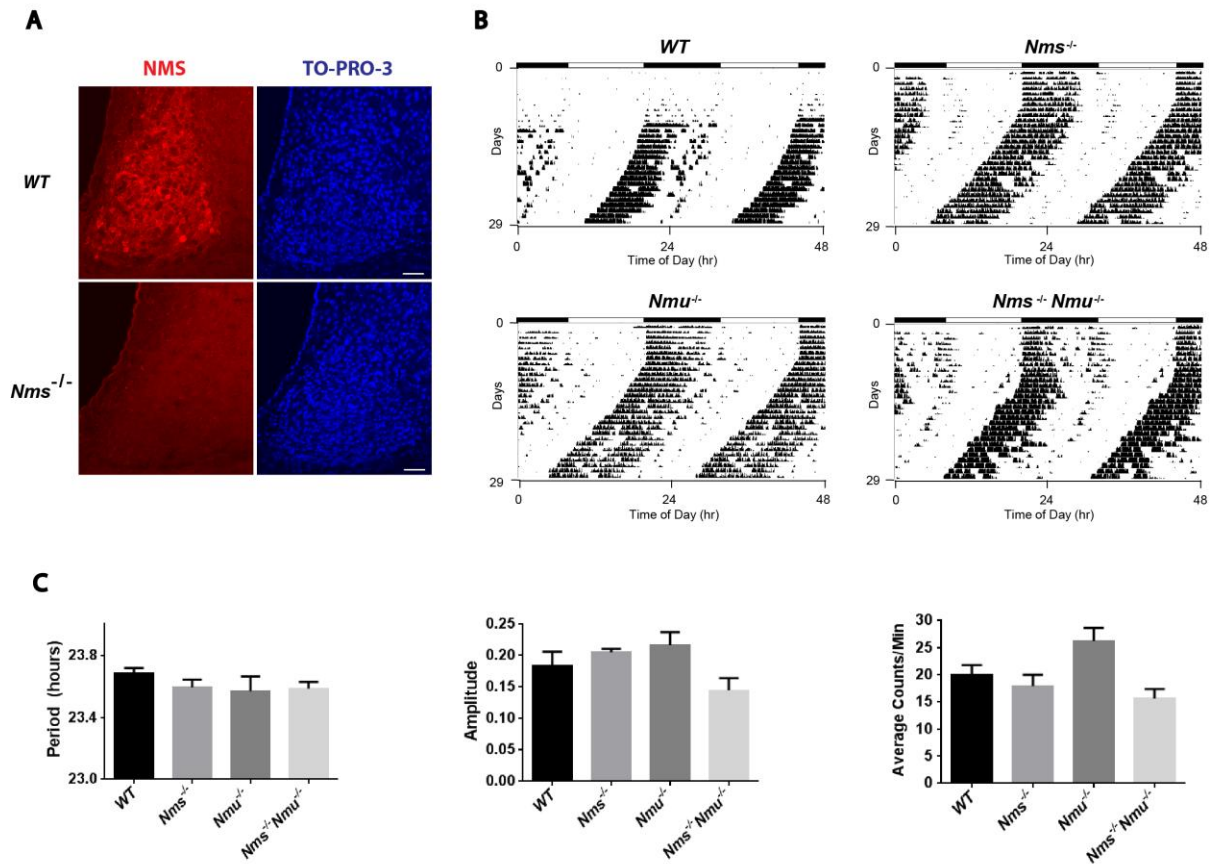 A
NMS TO-PRO-3
WT
Nms-/-
B
WT
0
Days
29
0 24 48
Time of Day (hr)
Nms-/-
0
Days
29
0 24 48
Time of Day (hr)
Nmu-/-
0
Days
29
0 24 48
Time of Day (hr)
Nms-/- Nmu-/-
0
Days
29
0 24 48
Time of Day (hr)
C
Period (hours)
23.8
23.4
23.0
WT Nms-/- Nmu-/- Nms-/-Nmu-/-
Amplitude
0.25
0.20
0.15
0.10
0.05
0.00
WT Nms-/- Nmu-/- Nms-/-Nmu-/-
Average Counts/Min
30
25
20
15
10
5
0
WT Nms-/- Nmu-/- Nms-/-Nmu-/-